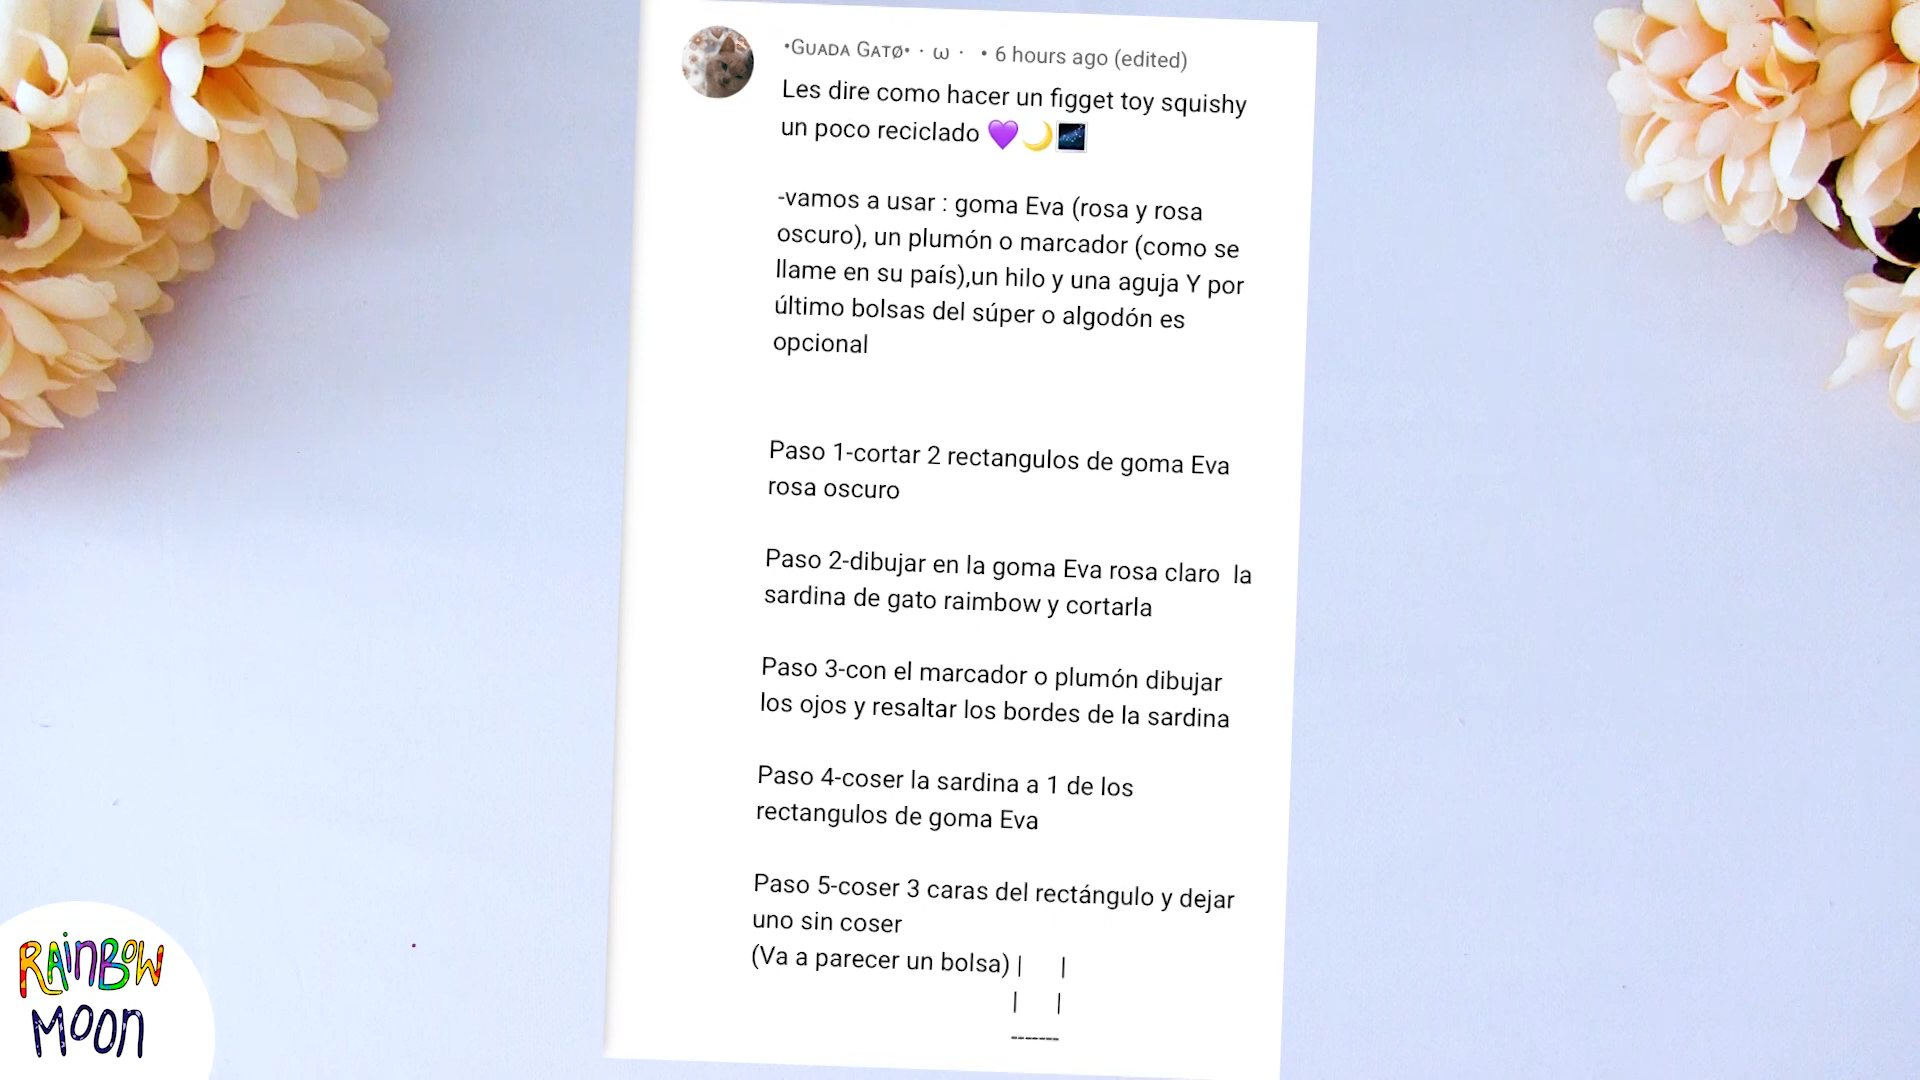 •Guada Gatø• · ω ·  • 6 hours ago (edited)
Les dire como hacer un figget toy squishy
un poco reciclado 💜🌙🌌
-vamos a usar : goma Eva (rosa y rosa
oscuro), un plumón o marcador (como se
llame en su país),un hilo y una aguja Y por
último bolsas del súper o algodón es
opcional
Paso 1-cortar 2 rectangulos de goma Eva
rosa oscuro
Paso 2-dibujar en la goma Eva rosa claro  la
sardina de gato raimbow y cortarla
Paso 3-con el marcador o plumón dibujar
los ojos y resaltar los bordes de la sardina
Paso 4-coser la sardina a 1 de los
rectangulos de goma Eva
Paso 5-coser 3 caras del rectángulo y dejar
uno sin coser
(Va a parecer un bolsa) |      |
|      |
-----
RAiNBOW
MOON